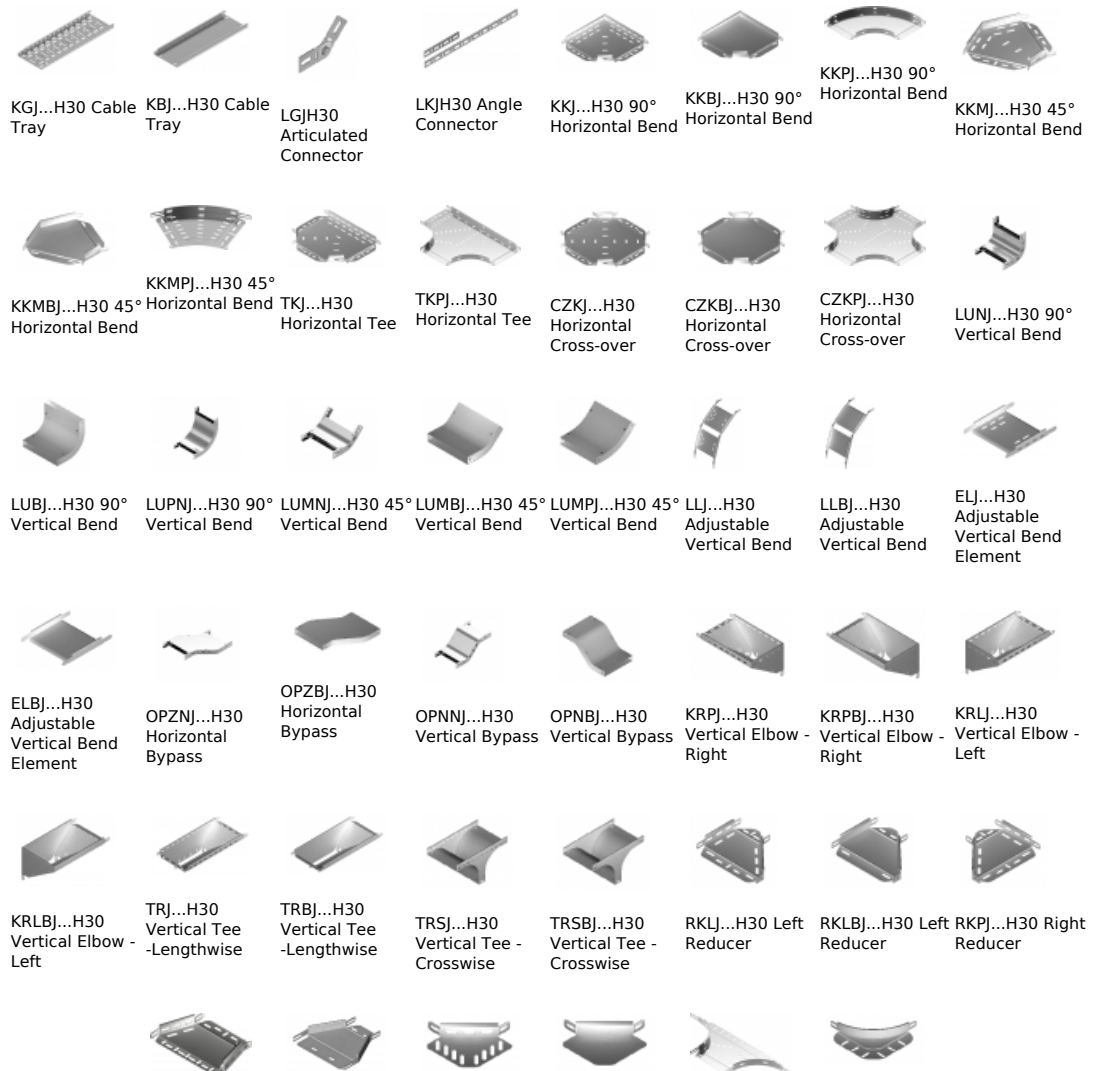 KGJ...H30 Cable
Tray
KBJ...H30 Cable
Tray
LGJH30
Articulated
Connector
LKJH30 Angle
Connector
KKJ...H30 90°
Horizontal Bend
KKBJ...H30 90°
Horizontal Bend
KKPJ...H30 90°
Horizontal Bend
KKMJ...H30 45°
Horizontal Bend
KKMBJ...H30 45°
Horizontal Bend
KKMPJ...H30 45°
Horizontal Bend
TKJ...H30
Horizontal Tee
TKPJ...H30
Horizontal Tee
CZKJ...H30
Horizontal
Cross-over
CZKBJ...H30
Horizontal
Cross-over
CZKPJ...H30
Horizontal
Cross-over
LUNJ...H30 90°
Vertical Bend
LUBJ...H30 90°
Vertical Bend
LUPNJ...H30 90°
Vertical Bend
LUMNJ...H30 45°
Vertical Bend
LUMBJ...H30 45°
Vertical Bend
LUMPJ...H30 45°
Vertical Bend
LLJ...H30
Adjustable
Vertical Bend
LLBJ...H30
Adjustable
Vertical Bend
ELJ...H30
Adjustable
Vertical Bend
Element
ELBJ...H30
Adjustable
Vertical Bend
Element
OPZNJ...H30
Horizontal
Bypass
OPZBJ...H30
Horizontal
Bypass
OPNNJ...H30
Vertical Bypass
OPNBJ...H30
Vertical Bypass
KRPJ...H30
Vertical Elbow -
Right
KRPBJ...H30
Vertical Elbow -
Right
KRLJ...H30
Vertical Elbow -
Left
KRLBJ...H30
Vertical Elbow -
Left
TRJ...H30
Vertical Tee
-Lengthwise
TRBJ...H30
Vertical Tee
-Lengthwise
TRSJ...H30
Vertical Tee -
Crosswise
TRSBJ...H30
Vertical Tee -
Crosswise
RKLJ...H30 Left
Reducer
RKLBJ...H30 Left
Reducer
RKPJ...H30 Right
Reducer